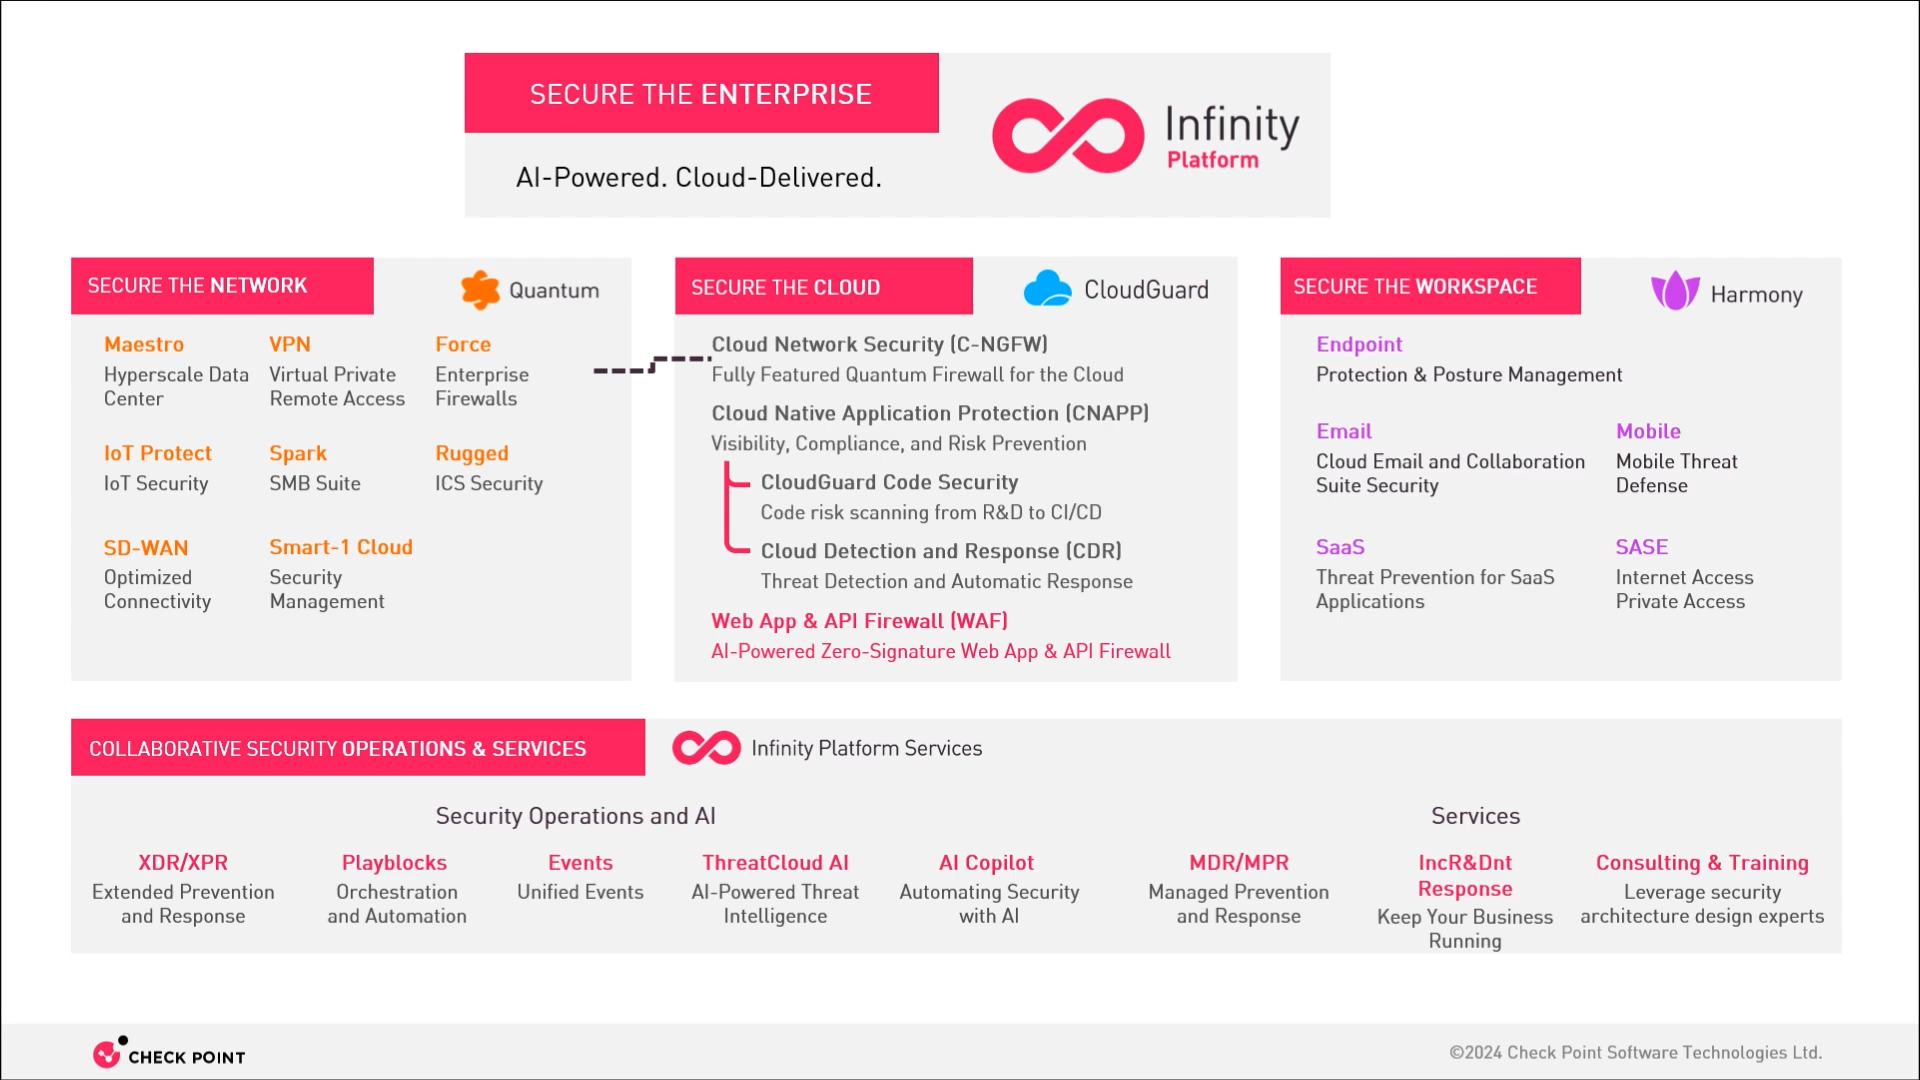 SECURE THE ENTERPRISE
AI-Powered. Cloud-Delivered.
Infinity
Platform
SECURE THE NETWORK
Quantum
Maestro
Hyperscale Data
Center
VPN
Virtual Private
Remote Access
Force
Enterprise
Firewalls
IoT Protect
IoT Security
Spark
SMB Suite
Rugged
ICS Security
SD-WAN
Optimized
Connectivity
Smart-1 Cloud
Security
Management
SECURE THE CLOUD
CloudGuard
Cloud Network Security (C-NGFW)
Fully Featured Quantum Firewall for the Cloud
Cloud Native Application Protection (CNAPP)
Visibility, Compliance, and Risk Prevention
CloudGuard Code Security
Code risk scanning from R&D to CI/CD
Cloud Detection and Response (CDR)
Threat Detection and Automatic Response
Web App & API Firewall (WAF)
AI-Powered Zero-Signature Web App & API Firewall
SECURE THE WORKSPACE
Harmony
Endpoint
Protection & Posture Management
Email
Cloud Email and Collaboration
Suite Security
Mobile
Mobile Threat
Defense
SaaS
Threat Prevention for SaaS
Applications
SASE
Internet Access
Private Access
COLLABORATIVE SECURITY OPERATIONS & SERVICES
Infinity Platform Services
Security Operations and AI
XDR/XPR
Extended Prevention
and Response
Playblocks
Orchestration
and Automation
Events
Unified Events
ThreatCloud AI
AI-Powered Threat
Intelligence
AI Copilot
Automating Security
with AI
Services
MDR/MPR
Managed Prevention
and Response
IncR&Dnt
Response
Keep Your Business
Running
Consulting & Training
Leverage security
architecture design experts
CHECK POINT
©2024 Check Point Software Technologies Ltd.